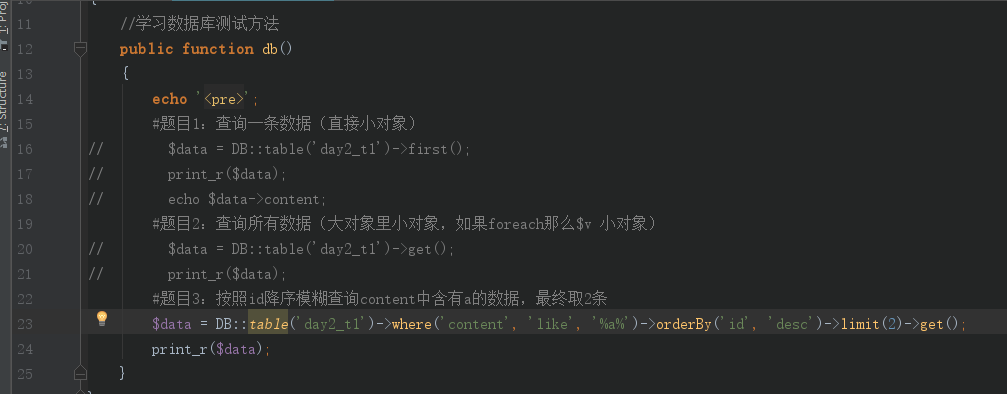 1: Proj
11 //学习数据库测试方法
12 public function db()
13 {
14 echo '<pre>';
15 #题目1：查询一条数据（直接小对象）
16 // $data = DB::table('day2_t1')->first();
17 // print_r($data);
18 // echo $data->content;
19 #题目2：查询所有数据（大对象里小对象，如果foreach那么$v 小对象）
20 // $data = DB::table('day2_t1')->get();
21 // print_r($data);
22 #题目3：按照id降序模糊查询content中含有a的数据，最终取2条
23 $data = DB::table('day2_t1')->where('content', 'like', '%a%')->orderBy('id', 'desc')->limit(2)->get();
24 print_r($data);
25 }
7: Structure